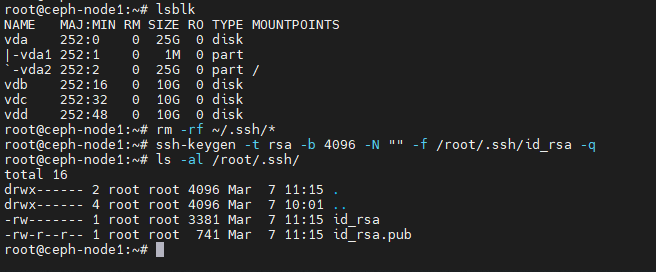 root@ceph-node1:~# lsblk
NAME   MAJ:MIN RM SIZE RO TYPE MOUNTPOINTS
vda    252:0    0  25G  0 disk
|-vda1 252:1    0   1M  0 part
`-vda2 252:2    0  25G  0 part /
vdb    252:16   0  10G  0 disk
vdc    252:32   0  10G  0 disk
vdd    252:48   0  10G  0 disk
root@ceph-node1:~# rm -rf ~/.ssh/*
root@ceph-node1:~# ssh-keygen -t rsa -b 4096 -N "" -f /root/.ssh/id_rsa -q
root@ceph-node1:~# ls -al /root/.ssh/
total 16
drwx------ 2 root root 4096 Mar  7 11:15 .
drwx------ 4 root root 4096 Mar  7 10:01 ..
-rw------- 1 root root 3381 Mar  7 11:15 id_rsa
-rw-r--r-- 1 root root  741 Mar  7 11:15 id_rsa.pub
root@ceph-node1:~#